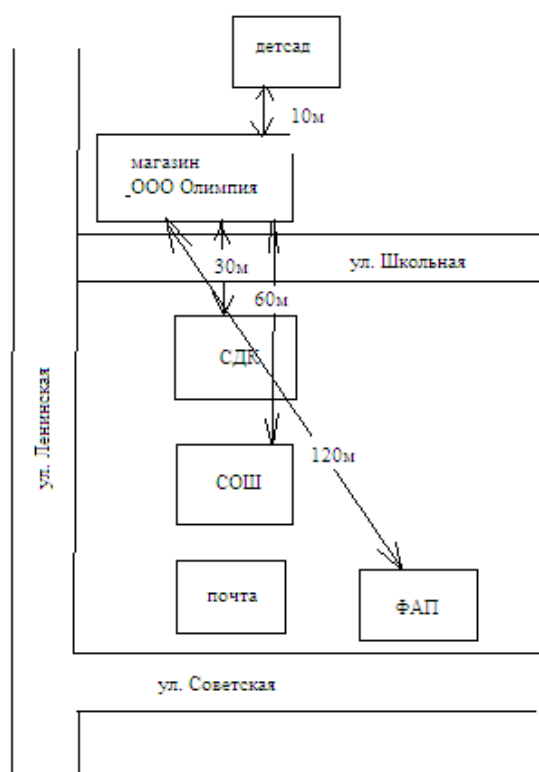 детсад
10м
магазин
_ООО Олимпия
ул. Школьная
30м
60м
СДК
ул. Ленинская
120м
СОШ
почта
ФАП
ул. Советская